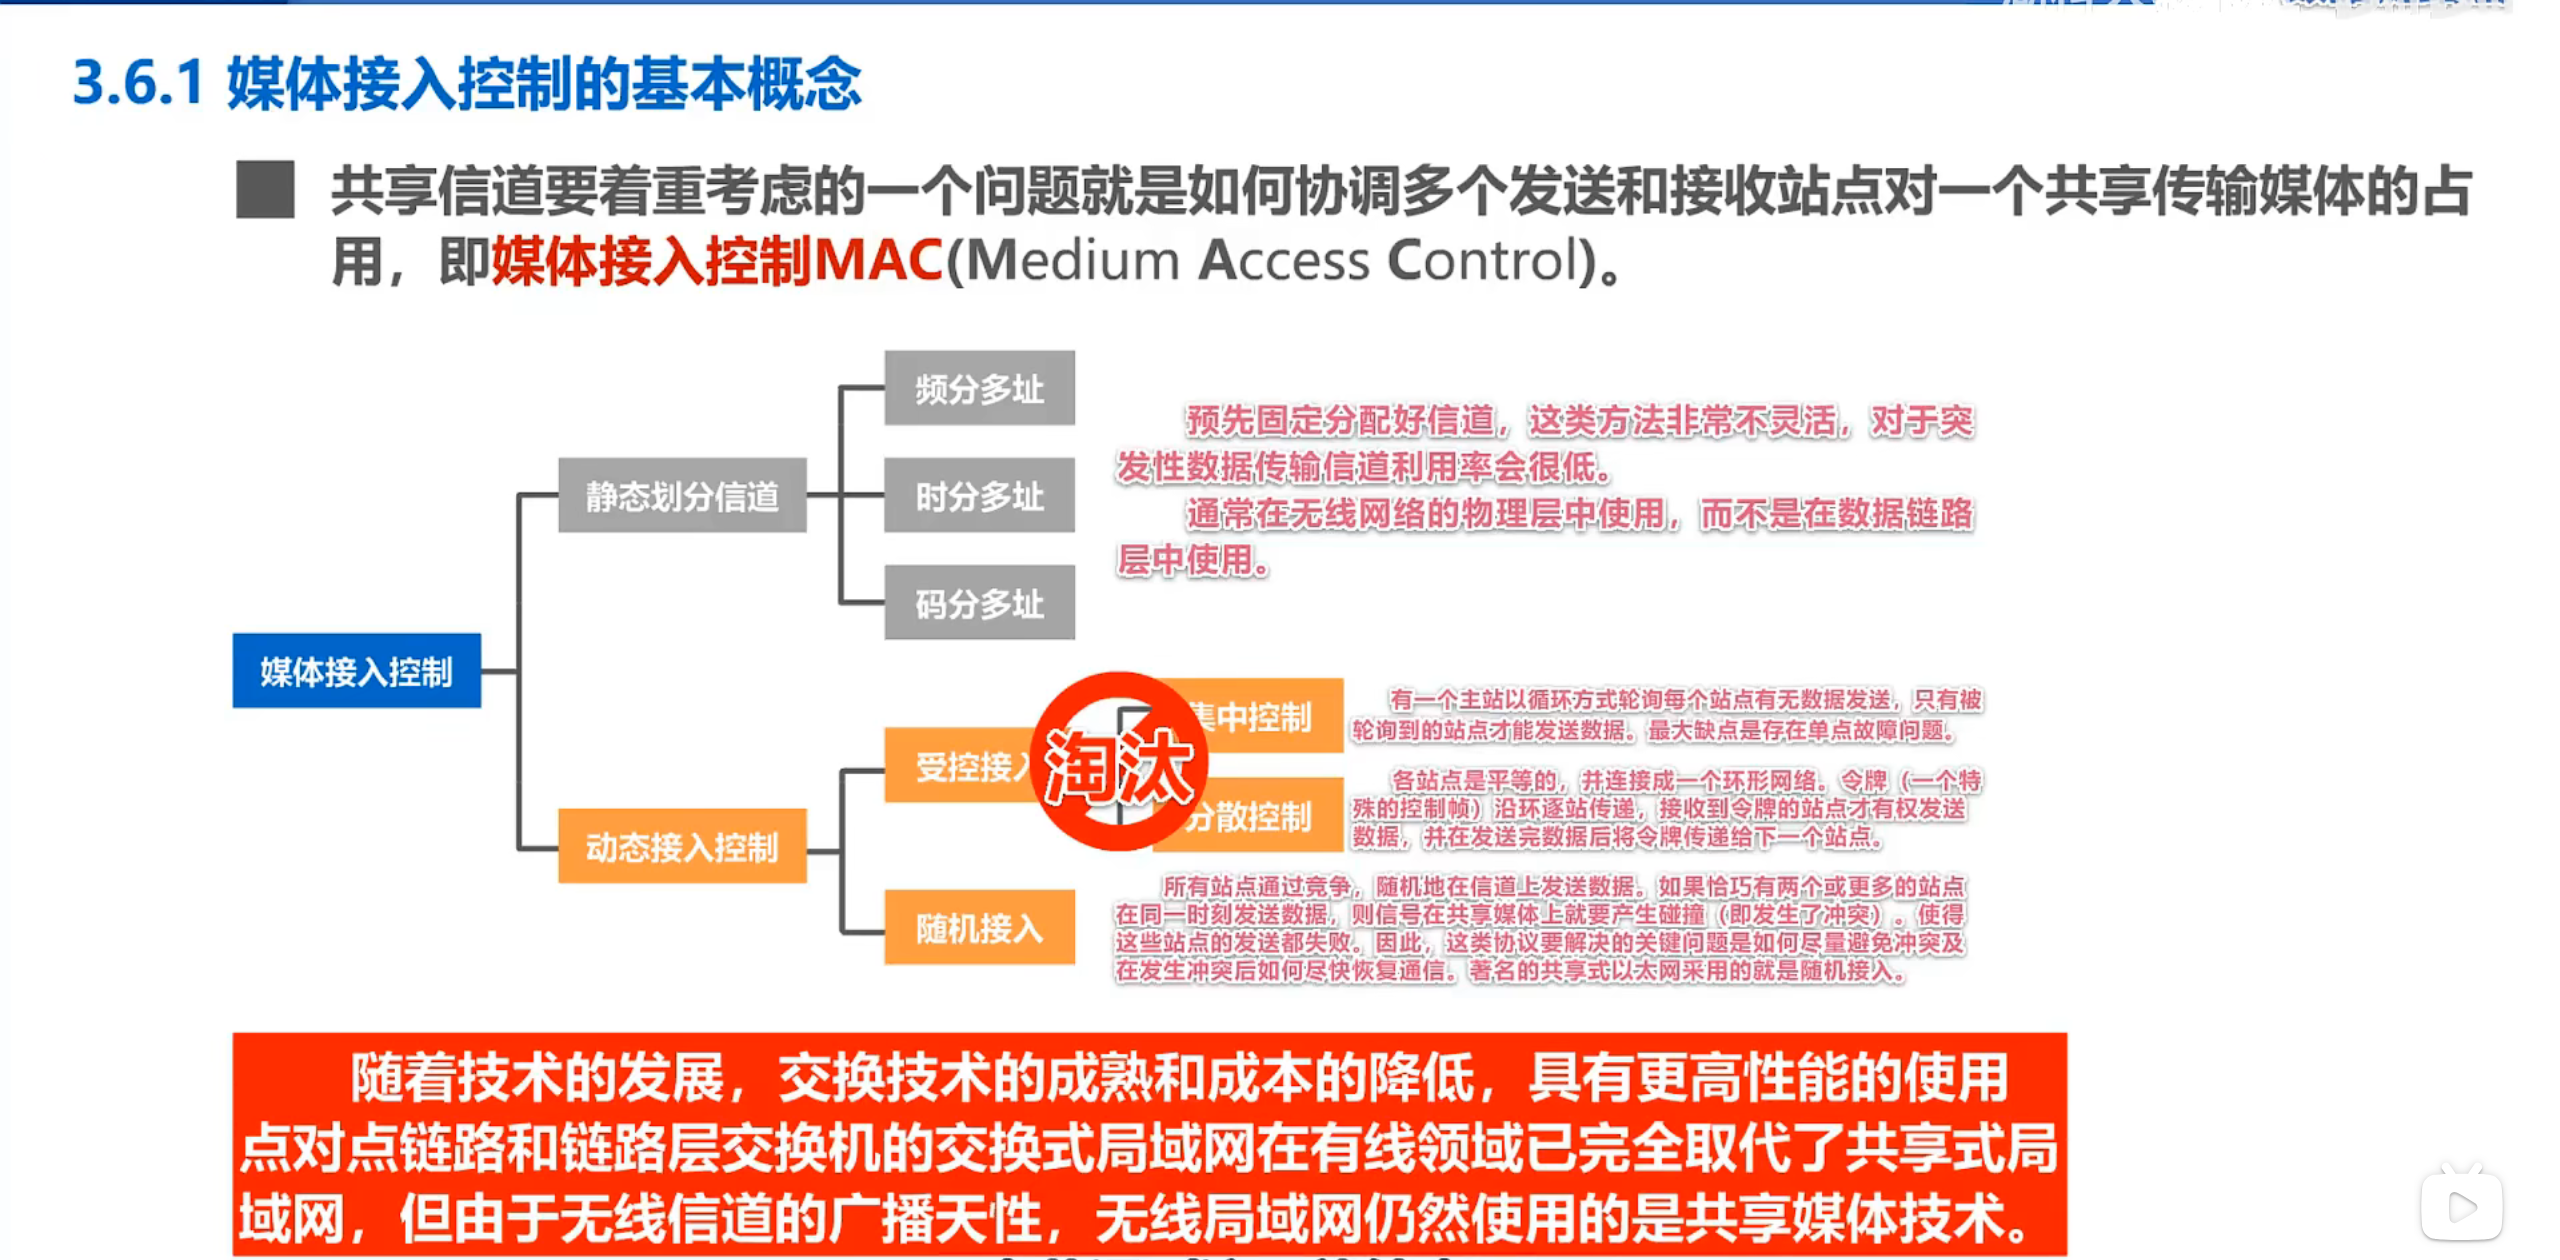 3.6.1 媒体接入控制的基本概念
共享信道要着重考虑的一个问题就是如何协调多个发送和接收站点对一个共享传输媒体的占
用，即媒体接入控制MAC(Medium Access Control)。
频分多址
静态划分信道
时分多址
码分多址
预先固定分配好信道，这类方法非常不灵活，对于突
发性数据传输信道利用率会很低。
通常在无线网络的物理层中使用，而不是在数据链路
层中使用。
媒体接入控制
动态接入控制
受控接入
淘汰
集中控制
有一个主站以循环方式轮询每个站点有无数据发送，只有被
轮询到的站点才能发送数据。最大缺点是存在单点故障问题。
分散控制
各站点是平等的，并连接成一个环形网络。令牌（一个特
殊的控制帧）沿环逐站传递，接收到令牌的站点才有权发送
数据，并在发送完数据后将令牌传递给下一个站点。
随机接入
所有站点通过竞争，随机地在信道上发送数据。如果恰巧有两个或更多的站点
在同一时刻发送数据，则信号在共享媒体上就要产生碰撞（即发生了冲突）。使得
这些站点的发送都失败。因此，这类协议要解决的关键问题是如何尽量避免冲突及
在发生冲突后如何尽快恢复通信。著名的共享式以太网采用的就是随机接入。
随着技术的发展，交换技术的成熟和成本的降低，具有更高性能的使用
点对点链路和链路层交换机的交换式局域网在有线领域已完全取代了共享式局
域网，但由于无线信道的广播天性，无线局域网仍然使用的是共享媒体技术。